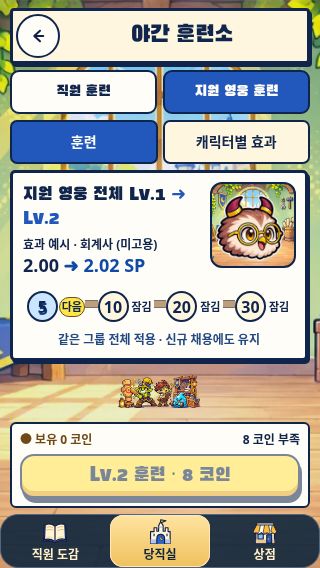 야간 훈련소
직원 훈련
지원 영웅 훈련
훈련
캐릭터별 효과
지원 영웅 전체 Lv.1 →
Lv.2
효과 예시 · 회계사 (미고용)
2.00 → 2.02 SP
5 다음 10 잠김 20 잠김 30 잠김
같은 그룹 전체 적용 · 신규 채용에도 유지
보유 0 코인
8 코인 부족
Lv.2 훈련 · 8 코인
직원 도감
당직실
상점